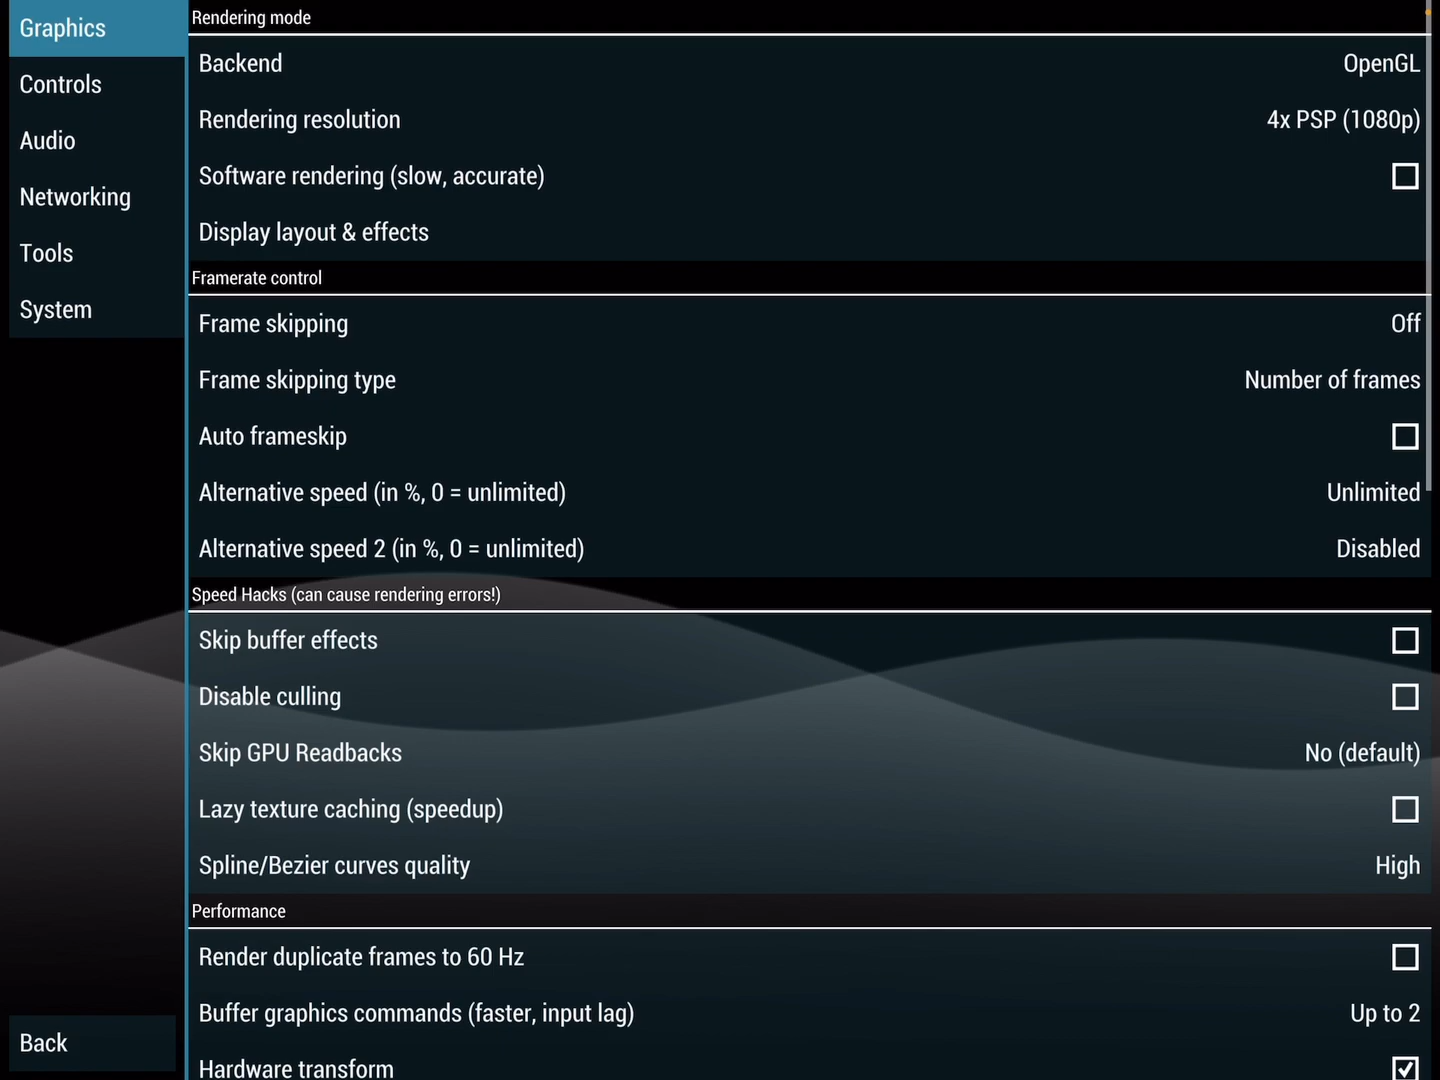 Graphics
Controls
Audio
Networking
Tools
System
Back
Rendering mode
Backend OpenGL
Rendering resolution 4x PSP (1080p)
Software rendering (slow, accurate)
Display layout & effects
Framerate control
Frame skipping Off
Frame skipping type Number of frames
Auto frameskip
Alternative speed (in %, 0 = unlimited) Unlimited
Alternative speed 2 (in %, 0 = unlimited) Disabled
Speed Hacks (can cause rendering errors!)
Skip buffer effects
Disable culling
Skip GPU Readbacks No (default)
Lazy texture caching (speedup)
Spline/Bezier curves quality High
Performance
Render duplicate frames to 60 Hz
Buffer graphics commands (faster, input lag) Up to 2
Hardware transform